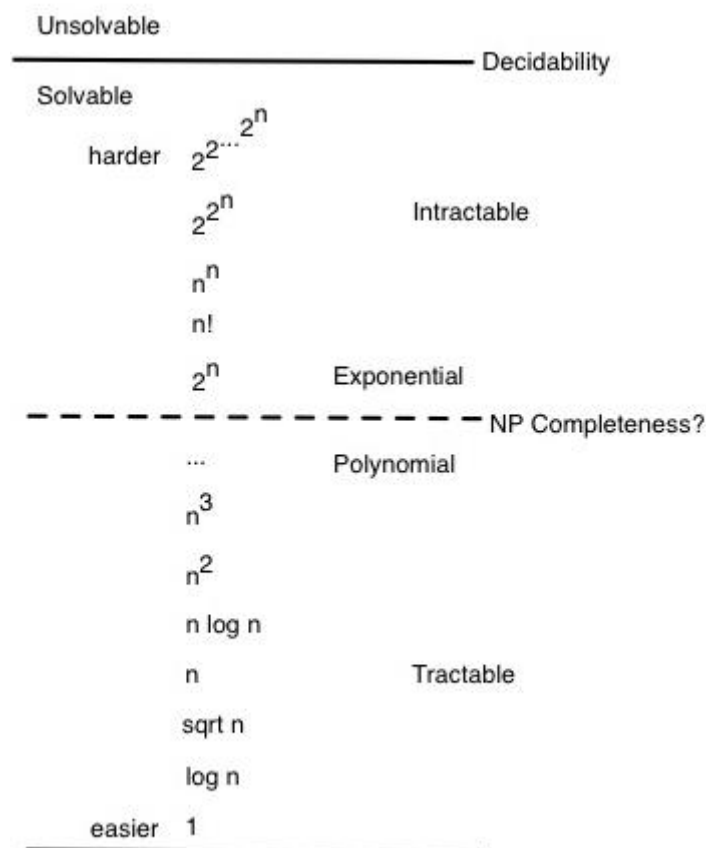 Unsolvable
Decidability
Solvable
harder 2^2^...^2^n
2^2^n Intractable
n^n
n!
2^n Exponential
NP Completeness?
... Polynomial
n^3
n^2
n log n
n Tractable
sqrt n
log n
easier 1